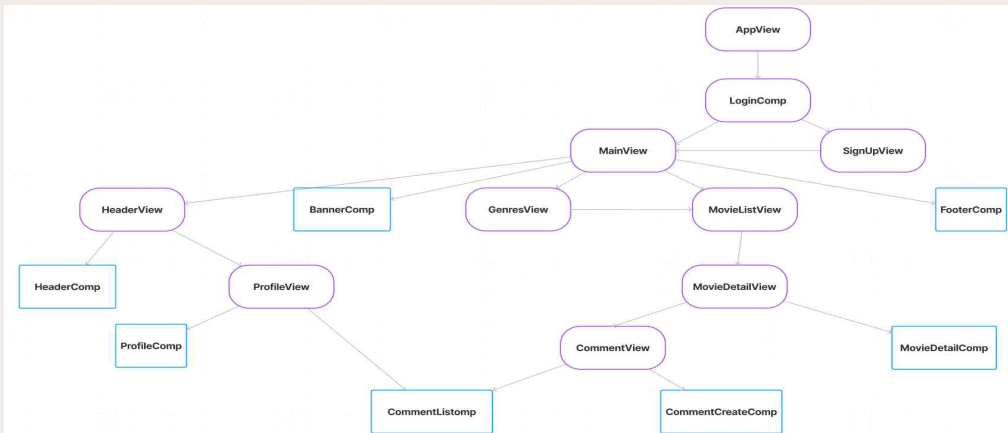 AppView
LoginComp
MainView
SignUpView
HeaderView
BannerComp
GenresView
MovieListView
FooterComp
HeaderComp
ProfileView
MovieDetailView
ProfileComp
CommentView
MovieDetailComp
CommentListomp
CommentCreateComp